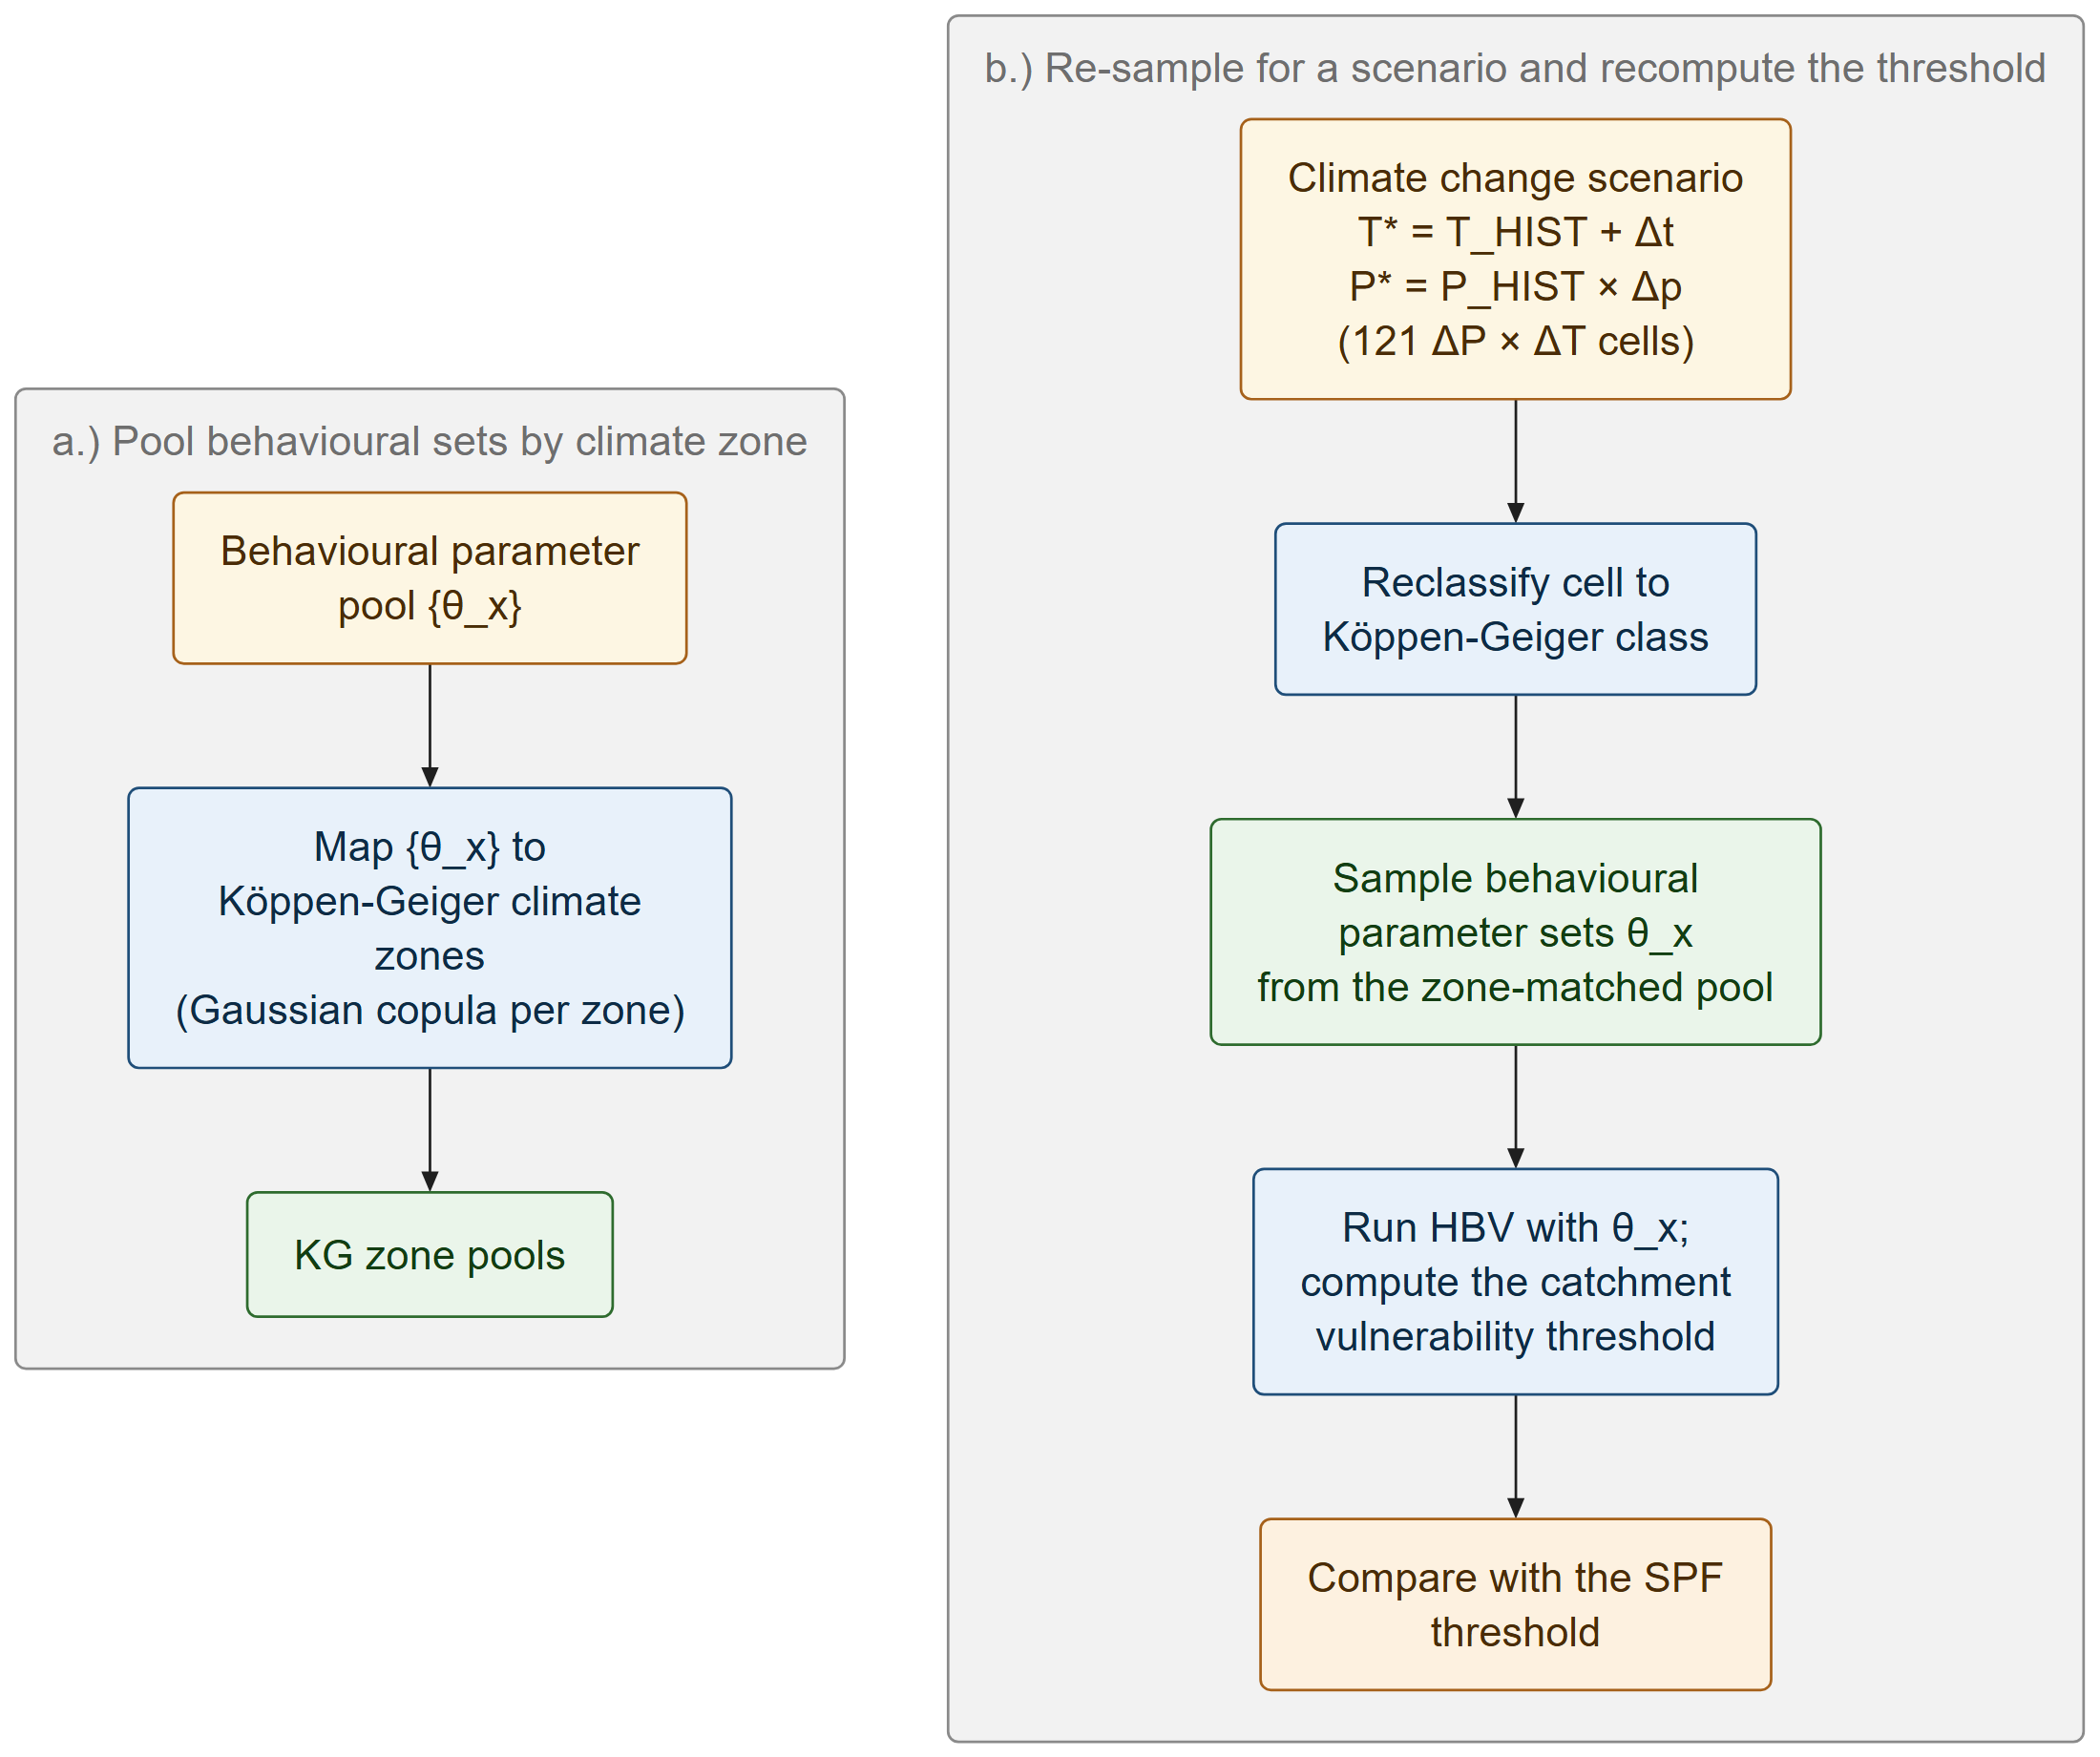 a.) Pool behavioural sets by climate zone
Behavioural parameter
pool {θ_x}
Map {θ_x} to
Köppen-Geiger climate
zones
(Gaussian copula per zone)
KG zone pools
b.) Re-sample for a scenario and recompute the threshold
Climate change scenario
T* = T_HIST + Δt
P* = P_HIST × Δp
(121 ΔP × ΔT cells)
Reclassify cell to
Köppen-Geiger class
Sample behavioural
parameter sets θ_x
from the zone-matched pool
Run HBV with θ_x;
compute the catchment
vulnerability threshold
Compare with the SPF
threshold